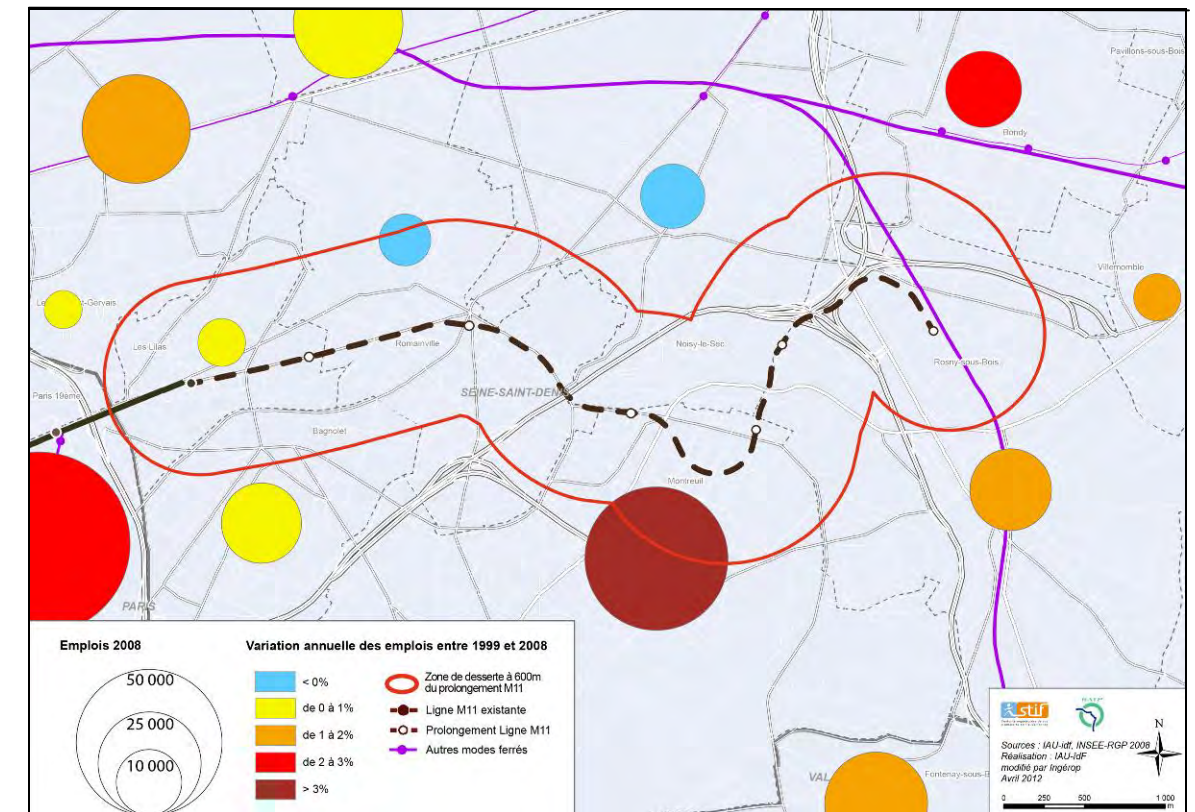 Pavillons-sous-Bois
Bondy
Villemomble
Les Lilas
Romainville
Noisy-le-Sec
Rosny-sous-Bois
Paris 19ème
SEINE-SAINT-DENIS
Bagnolet
Montreuil
PARIS
Emplois 2008
50 000
25 000
10 000
Variation annuelle des emplois entre 1999 et 2008
< 0%
de 0 à 1%
de 1 à 2%
de 2 à 3%
> 3%
Zone de desserte à 600m
du prolongement M11
Ligne M11 existante
Prolongement Ligne M11
Autres modes ferrés
VAL
Fontenay-sous-B
stif
RATP
Sources : IAU-idf, INSEE-RGP 2008
Réalisation : IAU-IdF
modifié par Ingérop
Avril 2012
N
0 250 500 1 000
m